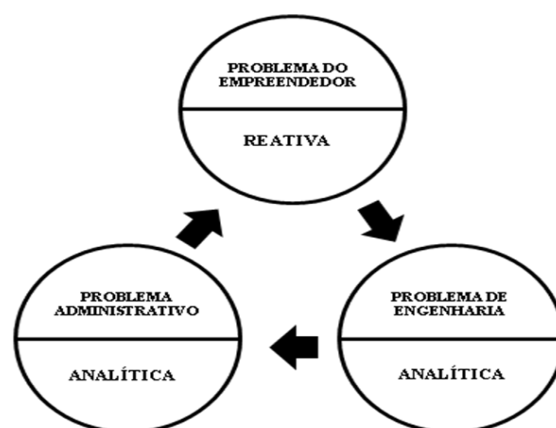 PROBLEMA DO
EMPREENDEDOR
REATIVA
PROBLEMA
ADMINISTRATIVO
ANALÍTICA
PROBLEMA DE
ENGENHARIA
ANALÍTICA